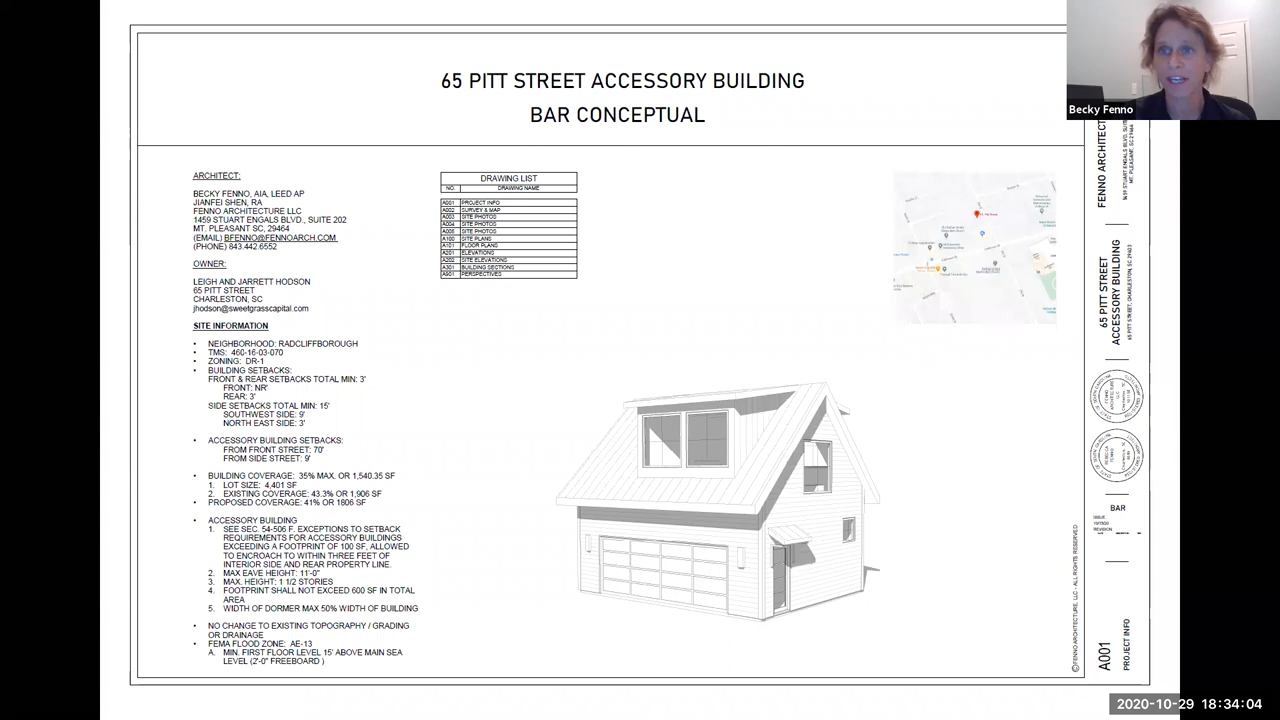 65 PITT STREET ACCESSORY BUILDING
BAR CONCEPTUAL
Becky Fenno
ARCHITECT:
BECKY FENNO, AIA, LEED AP
JIANFEI SHEN, RA
FENNO ARCHITECTURE LLC
1459 STUART ENGALS BLVD., SUITE 202
MT. PLEASANT SC, 29464
(EMAIL) BFENNO@FENNOARCH.COM
(PHONE) 843.442.6552
OWNER:
LEIGH AND JARRETT HODSON
65 PITT STREET
CHARLESTON, SC
jhodson@sweetgrasscapital.com
SITE INFORMATION
• NEIGHBORHOOD: RADCLIFFBOROUGH
• TMS: 460-16-03-070
• ZONING: DR-1
• BUILDING SETBACKS:
FRONT & REAR SETBACKS TOTAL MIN: 3'
FRONT: NR'
REAR: 3'
SIDE SETBACKS TOTAL MIN: 15'
SOUTHWEST SIDE: 9'
NORTH EAST SIDE: 3'
• ACCESSORY BUILDING SETBACKS:
FROM FRONT STREET: 70'
FROM SIDE STREET: 9'
• BUILDING COVERAGE: 35% MAX. OR 1,540.35 SF
1. LOT SIZE: 4,401 SF
2. EXISTING COVERAGE: 43.3% OR 1,906 SF
• PROPOSED COVERAGE: 41% OR 1806 SF
• ACCESSORY BUILDING
1. SEE SEC. 54-506 F. EXCEPTIONS TO SETBACK
REQUIREMENTS FOR ACCESSORY BUILDINGS
EXCEEDING A FOOTPRINT OF 100 SF, ALLOWED
TO ENCROACH TO WITHIN THREE FEET OF
INTERIOR SIDE AND REAR PROPERTY LINE.
2. MAX EAVE HEIGHT: 11'-0"
3. MAX. HEIGHT: 1 1/2 STORIES
4. FOOTPRINT SHALL NOT EXCEED 600 SF IN TOTAL
AREA
5. WIDTH OF DORMER MAX 50% WIDTH OF BUILDING
• NO CHANGE TO EXISTING TOPOGRAPHY / GRADING
OR DRAINAGE
• FEMA FLOOD ZONE: AE-13
A. MIN. FIRST FLOOR LEVEL 15' ABOVE MAIN SEA
LEVEL (2'-0" FREEBOARD )
DRAWING LIST
NO. DRAWING NAME
A001 PROJECT INFO
A002 SURVEY & MAP
A003 SITE PHOTOS
A004 SITE PHOTOS
A005 SITE PHOTOS
A100 SITE PLANS
A101 FLOOR PLANS
A201 ELEVATIONS
A202 SITE ELEVATIONS
A301 BUILDING SECTIONS
A901 PERSPECTIVES
FENNO ARCHITECT
65 PITT STREET
ACCESSORY BUILDING
65 PITT STREET, CHARLESTON, SC 29403
BAR
ISSUE
REVISION
©FENNO ARCHITECTURE, LLC - ALL RIGHTS RESERVED
A001
PROJECT INFO
2020-10-29 18:34:04